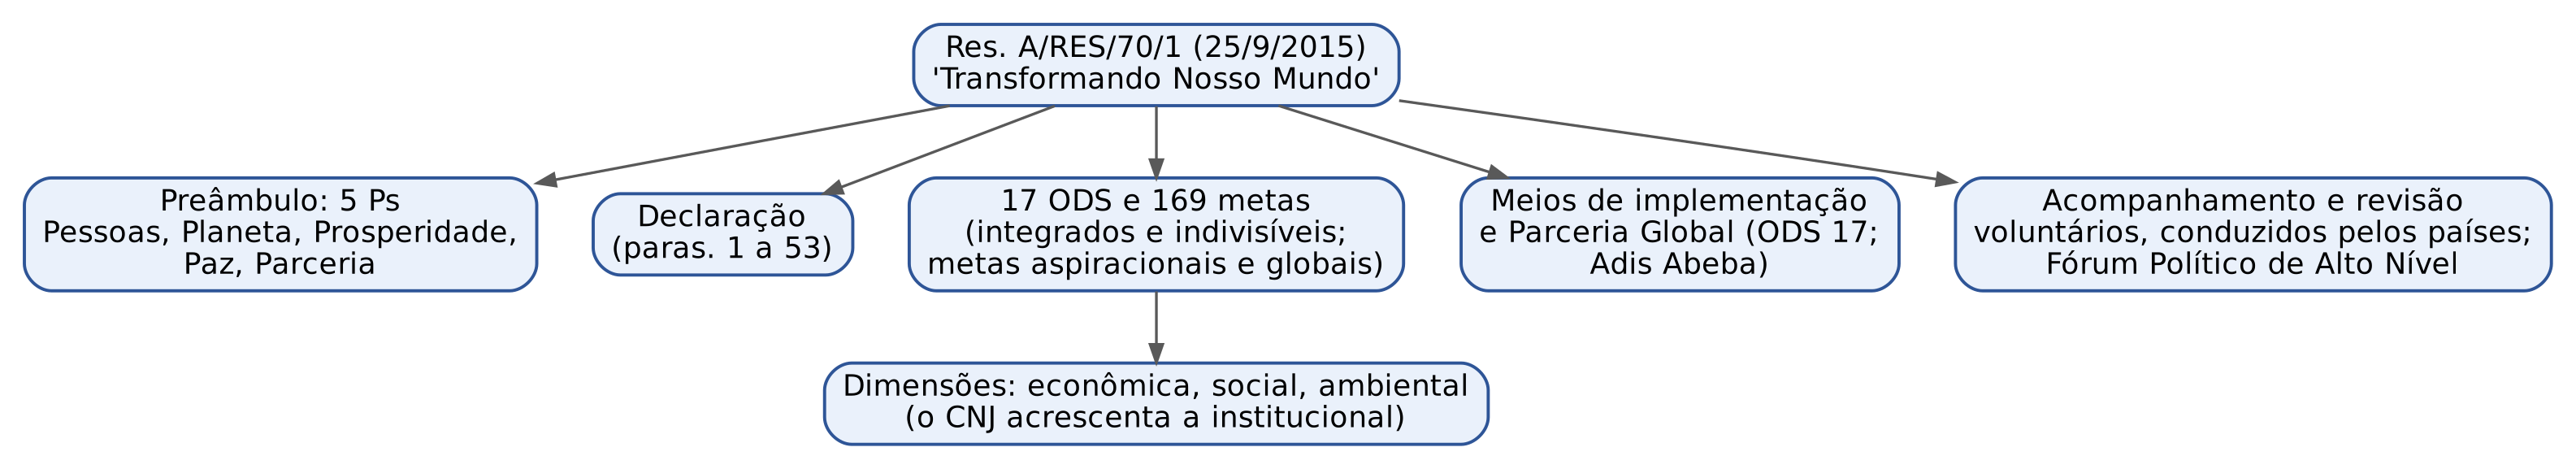 Res. A/RES/70/1 (25/9/2015)
'Transformando Nosso Mundo'
Preâmbulo: 5 Ps
Pessoas, Planeta, Prosperidade,
Paz, Parceria
Declaração
(paras. 1 a 53)
17 ODS e 169 metas
(integrados e indivisíveis;
metas aspiracionais e globais)
Meios de implementação
e Parceria Global (ODS 17;
Adis Abeba)
Acompanhamento e revisão
voluntários, conduzidos pelos países;
Fórum Político de Alto Nível
Dimensões: econômica, social, ambiental
(o CNJ acrescenta a institucional)